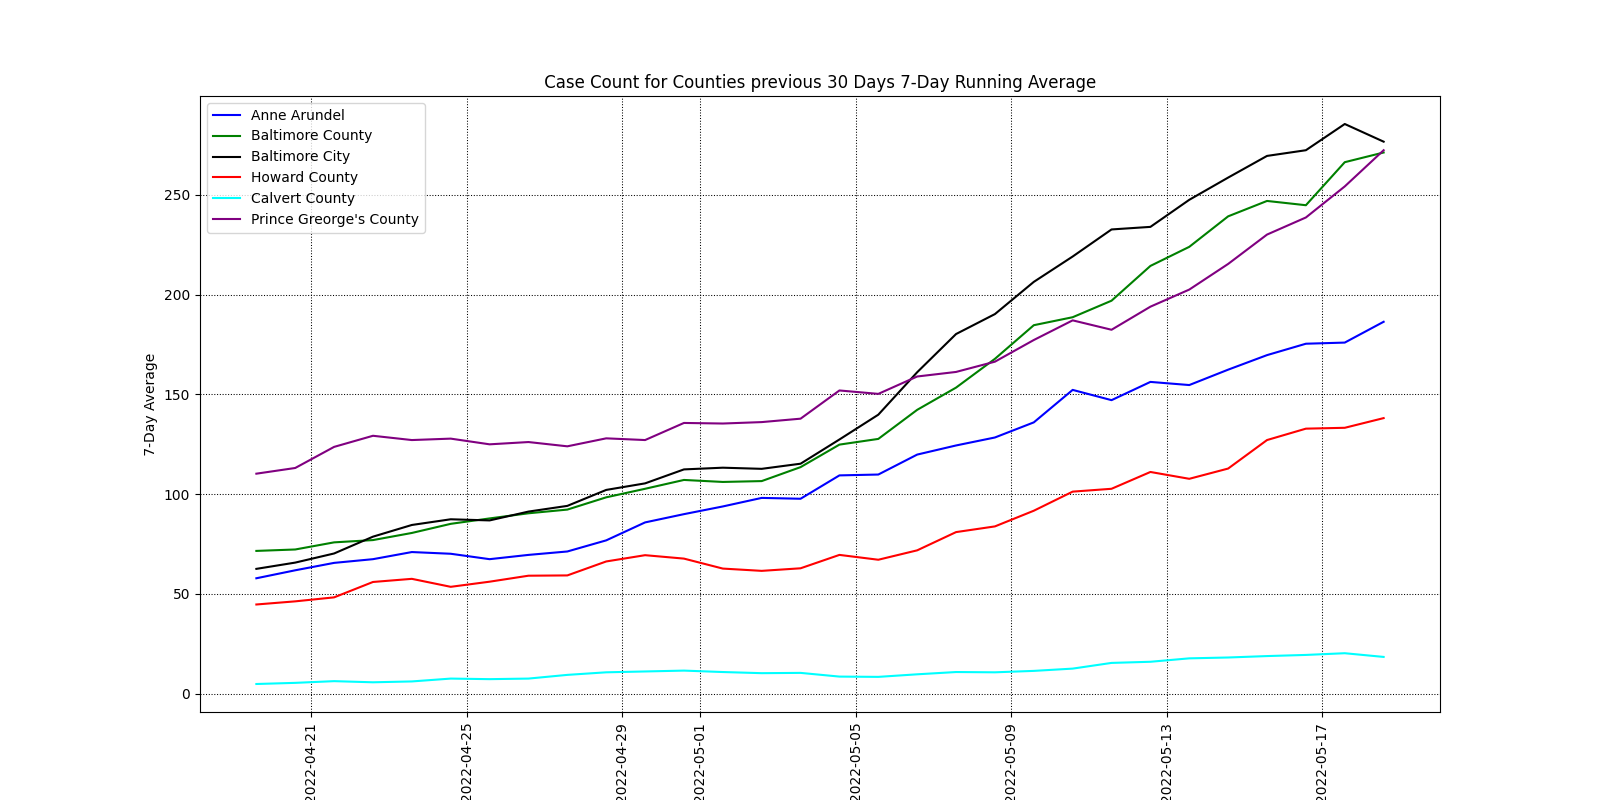 Case Count for Counties previous 30 Days 7-Day Running Average
Anne Arundel
Baltimore County
Baltimore City
Howard County
Calvert County
Prince Greorge's County
7-Day Average
250
200
150
100
50
0
2022-04-21
2022-04-25
2022-04-29
2022-05-01
2022-05-05
2022-05-09
2022-05-13
2022-05-17